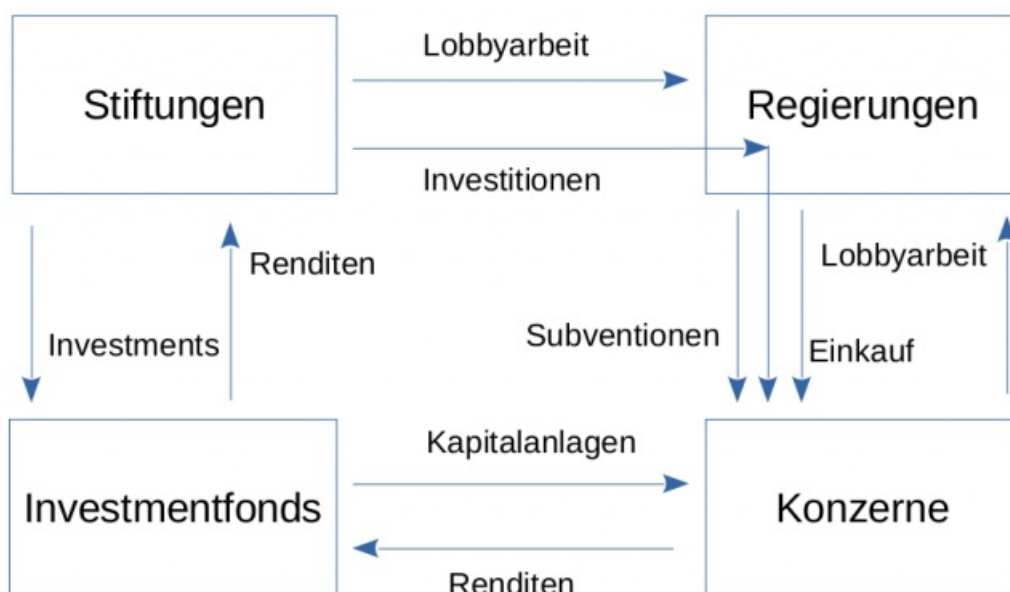 Lobbyarbeit
Stiftungen
Regierungen
Investitionen
Renditen
Lobbyarbeit
Subventionen
Investments
Einkauf
Kapitalanlagen
Investmentfonds
Konzerne
Renditen